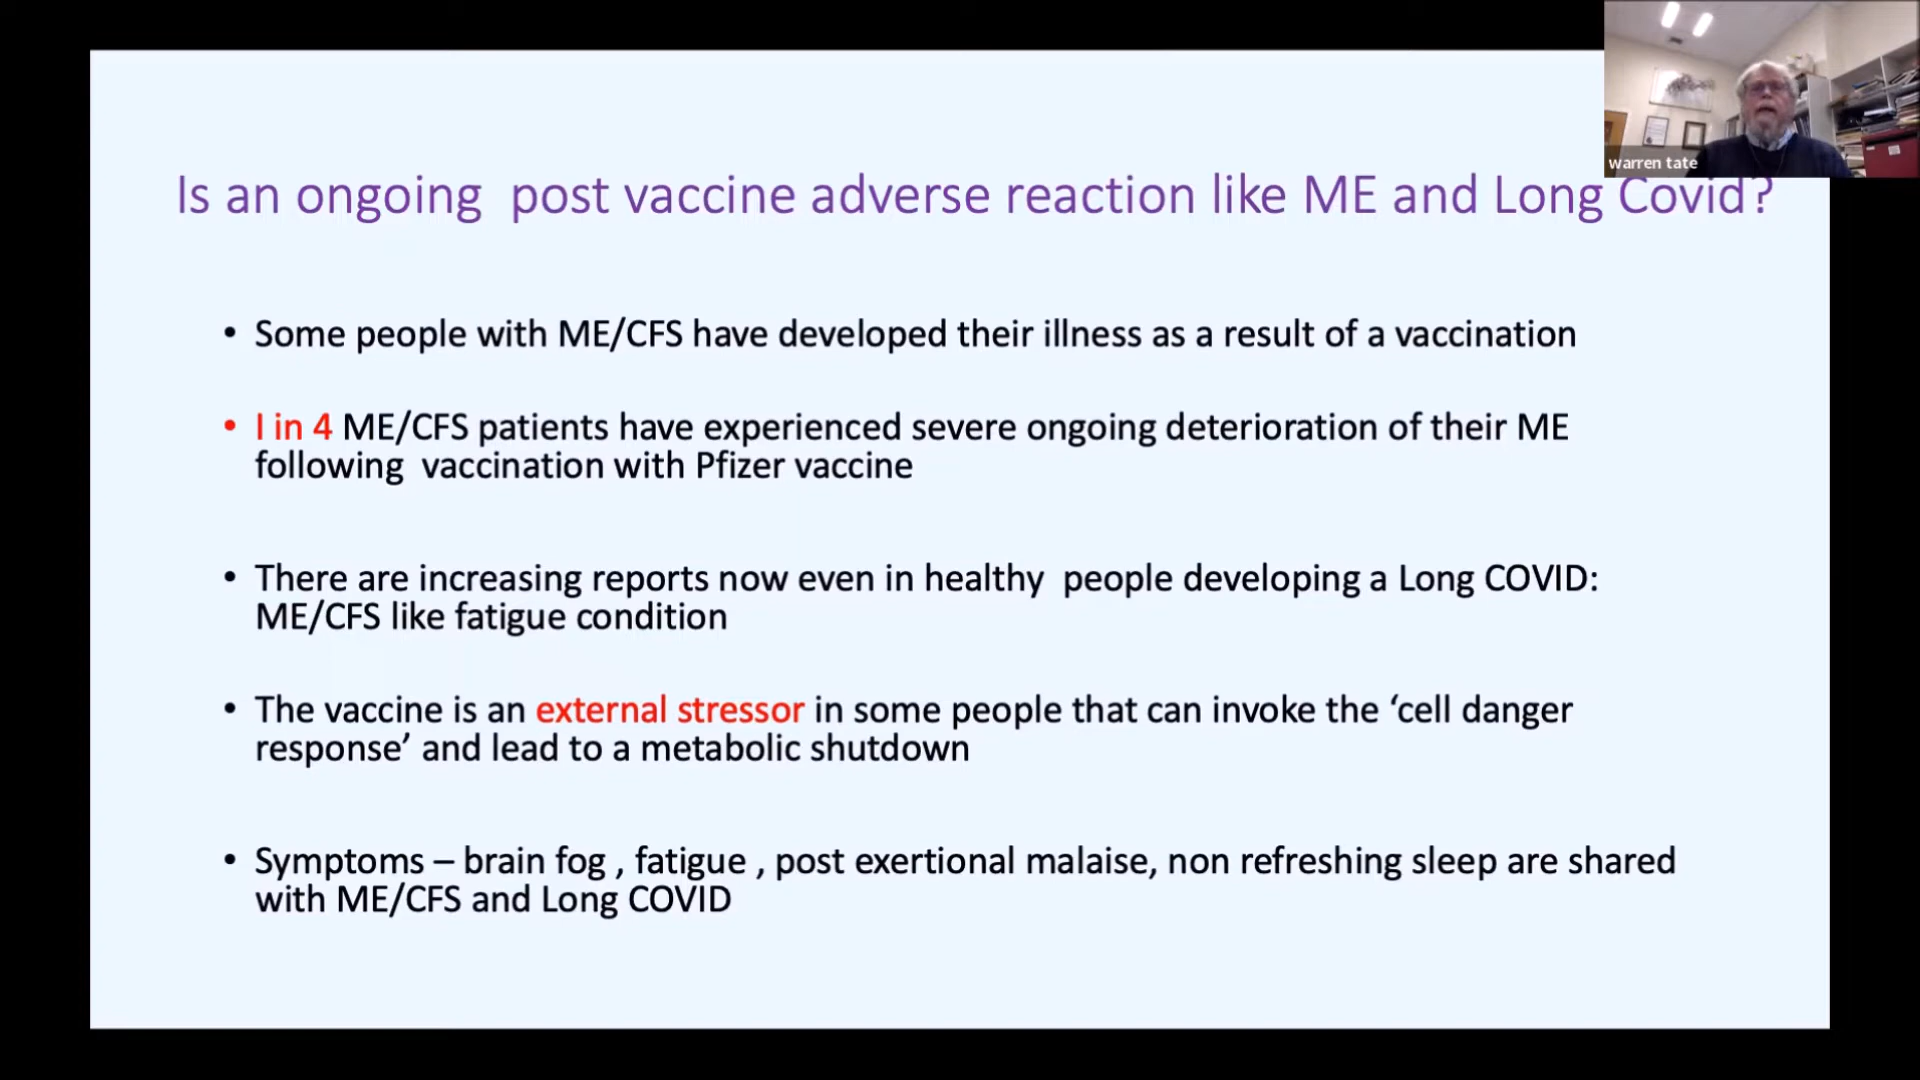 warren tate
Is an ongoing post vaccine adverse reaction like ME and Long Covid?
• Some people with ME/CFS have developed their illness as a result of a vaccination
• I in 4 ME/CFS patients have experienced severe ongoing deterioration of their ME
following vaccination with Pfizer vaccine
• There are increasing reports now even in healthy people developing a Long COVID:
ME/CFS like fatigue condition
• The vaccine is an external stressor in some people that can invoke the ‘cell danger
response’ and lead to a metabolic shutdown
• Symptoms – brain fog , fatigue , post exertional malaise, non refreshing sleep are shared
with ME/CFS and Long COVID